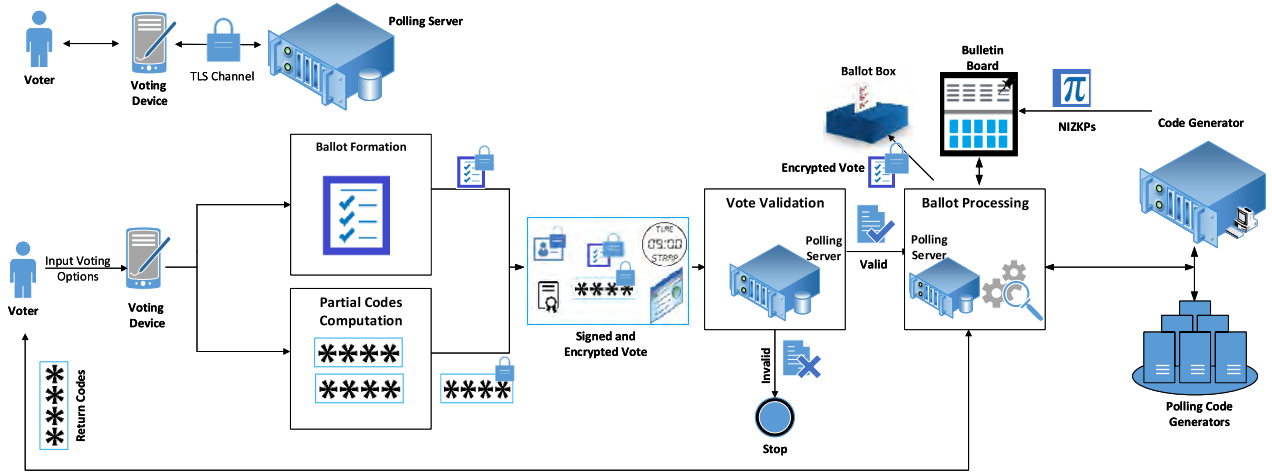 Polling Server
Voter
Voting
Device
TLS Channel
Bulletin
Board
Ballot Box
π
NIZKPs
Code Generator
Ballot Formation
Encrypted Vote
Vote Validation
Ballot Processing
TIME
09:00
STAMP
Polling
Server
Polling
Server
Valid
Input Voting
Options
Voter
Voting
Device
Partial Codes
Computation
****
****
****
****
Signed and
Encrypted Vote
Invalid
Stop
****
Return Codes
Polling Code
Generators